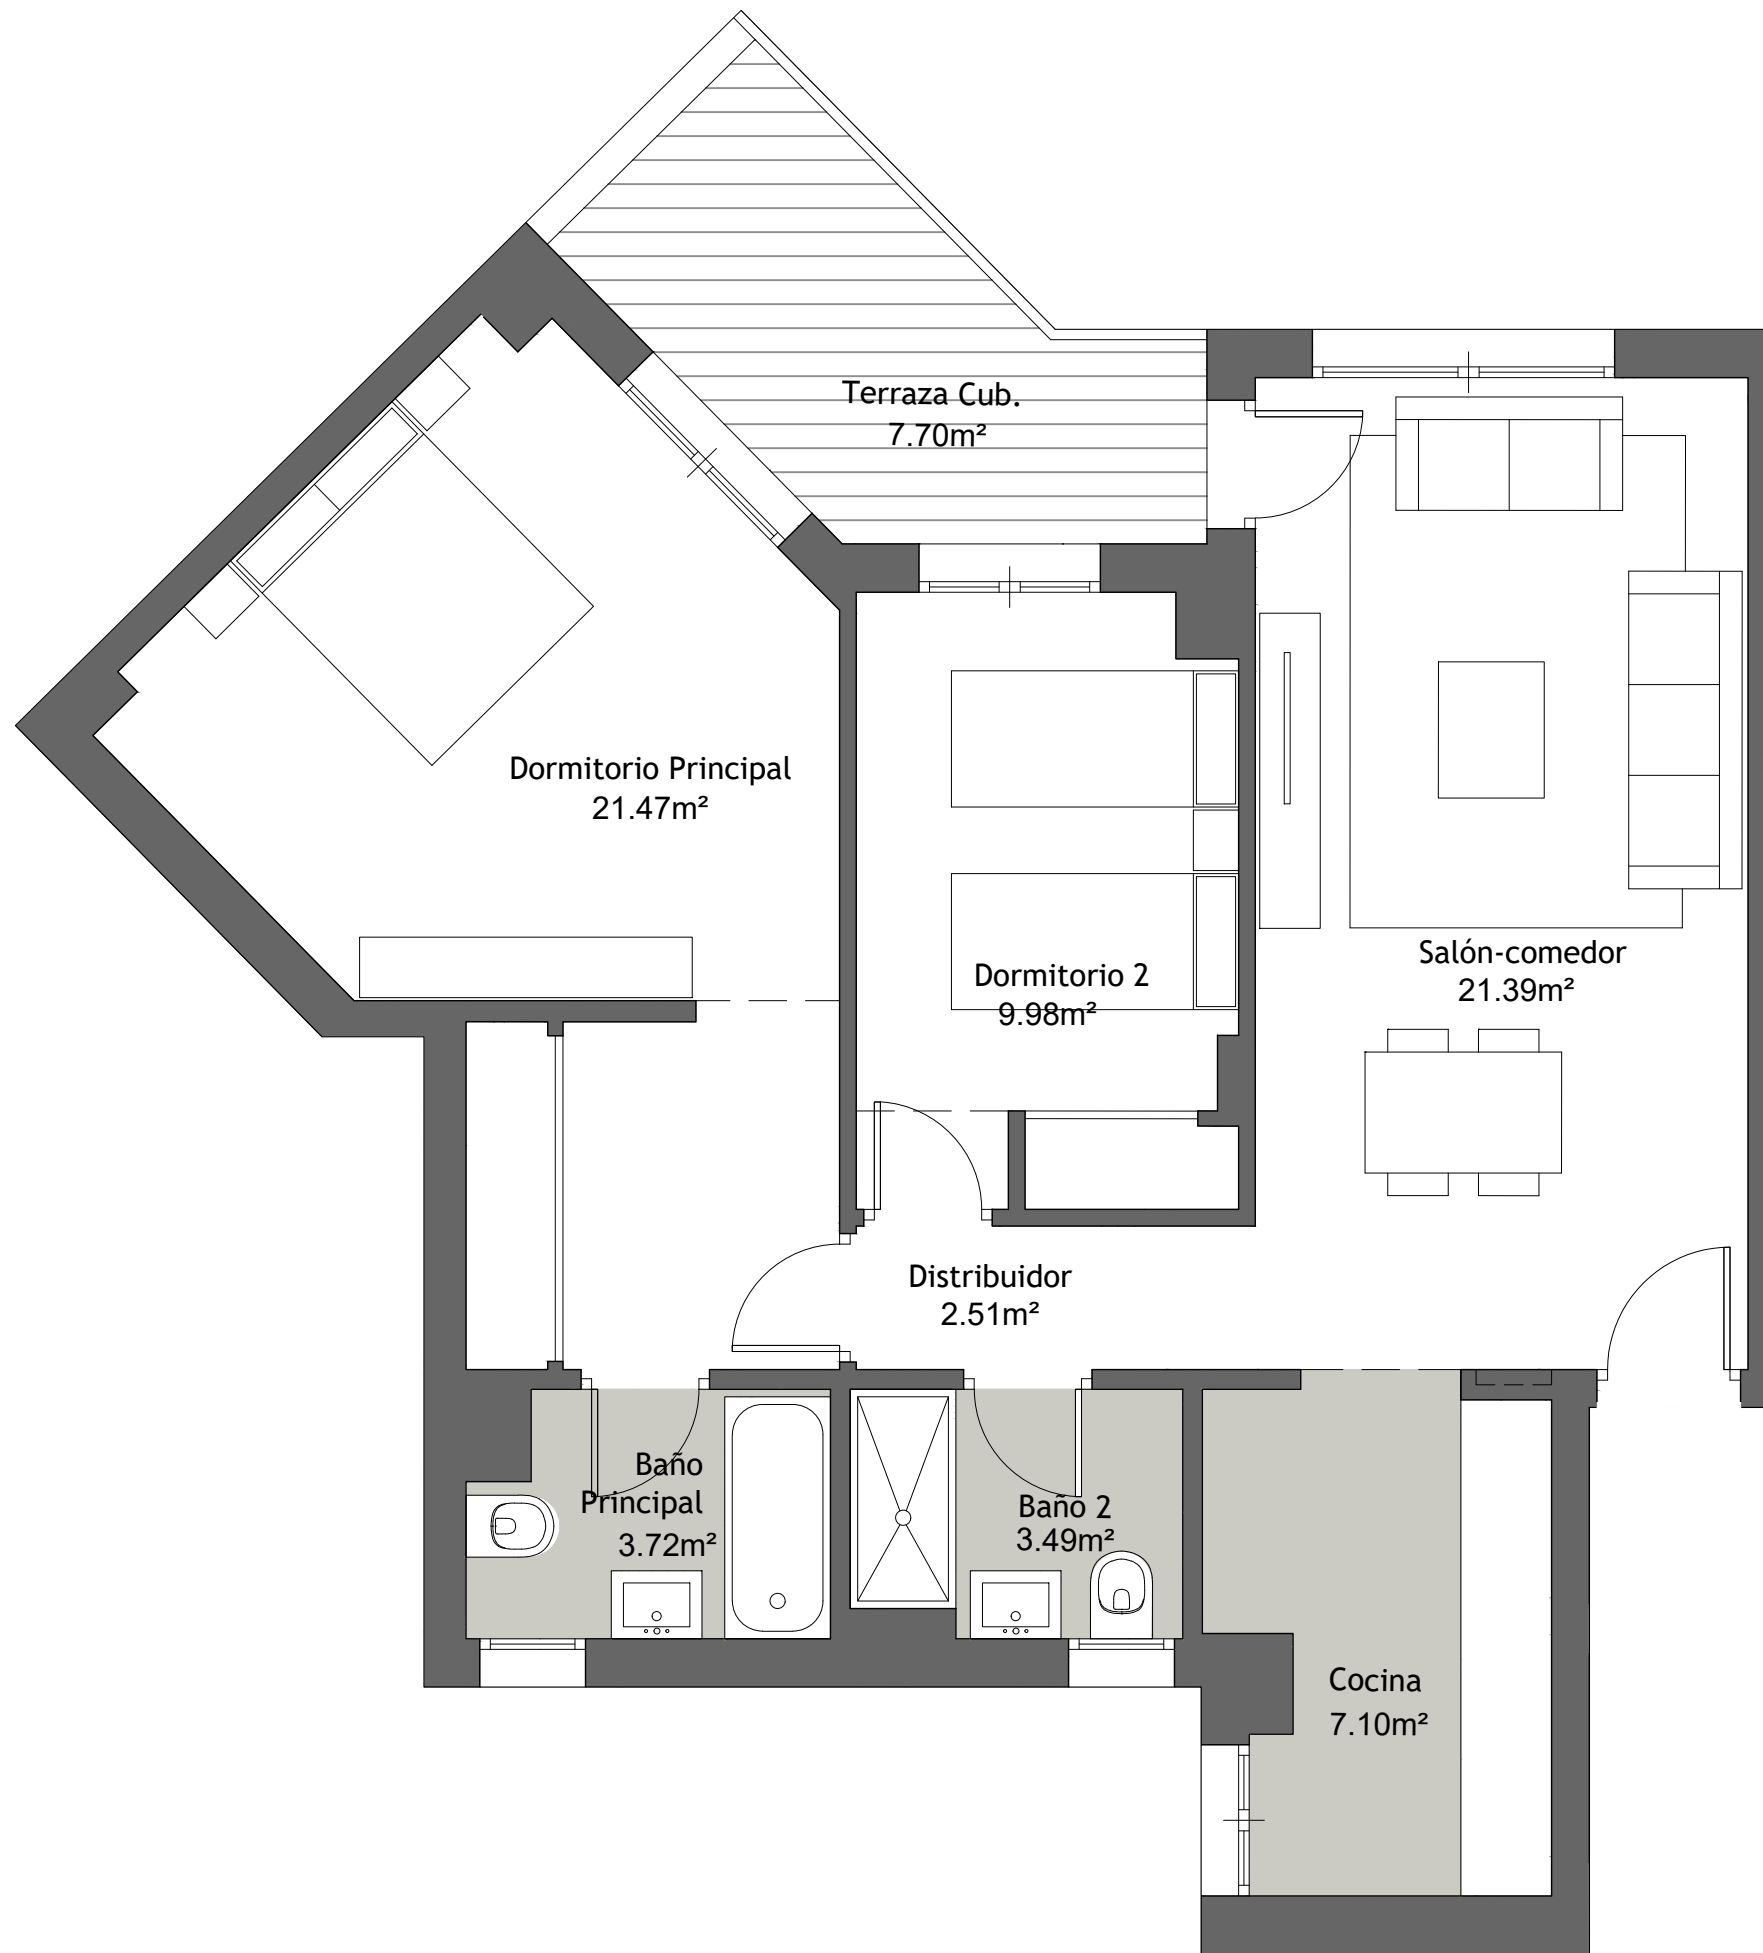 Terraza Cub.
7.70m²
Dormitorio Principal
21.47m²
Dormitorio 2
9.98m²
Salón-comedor
21.39m²
Distribuidor
2.51m²
Baño
Principal
3.72m²
Baño 2
3.49m²
Cocina
7.10m²